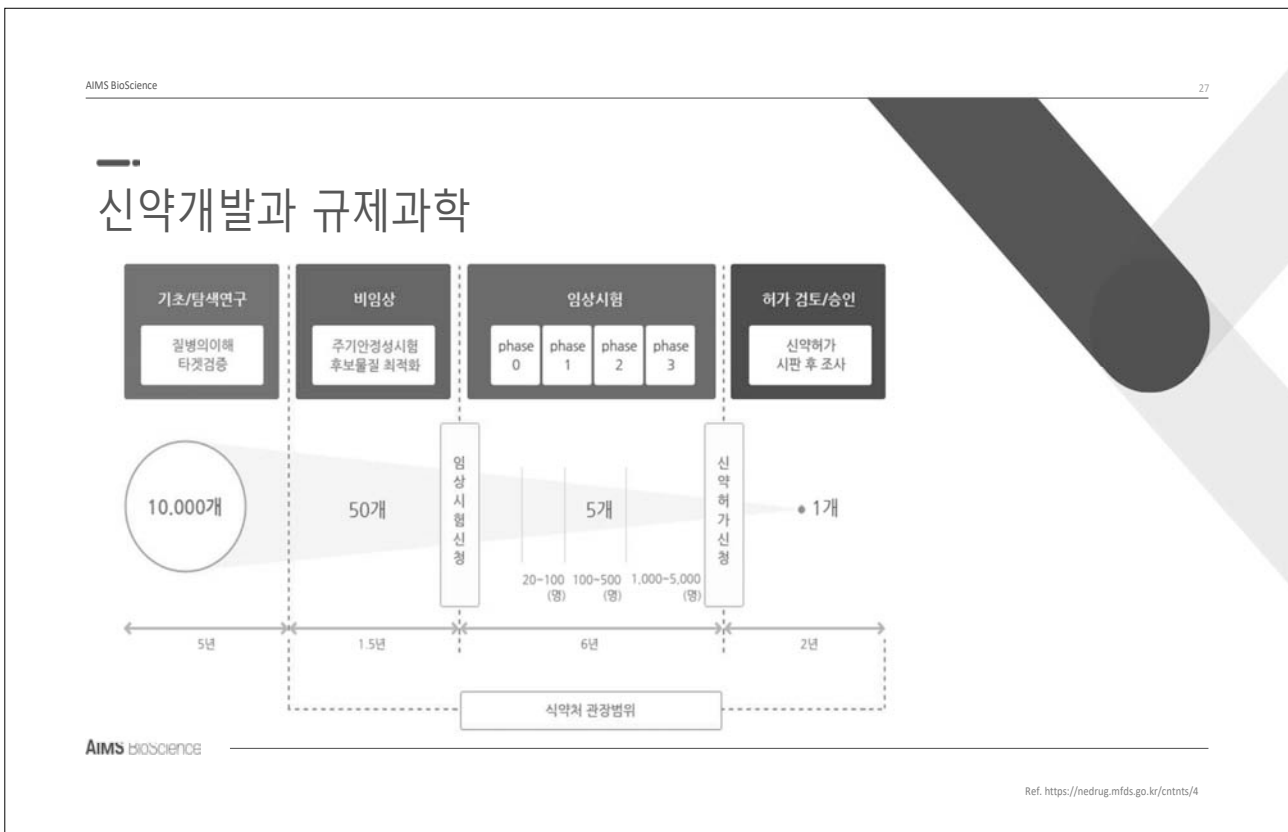 AIMS BioScience
27
신약개발과 규제과학
기초/탐색연구
질병의이해
타겟검증
비임상
주기안정성시험
후보물질 최적화
임상시험
phase
0
phase
1
phase
2
phase
3
허가 검토/승인
신약허가
시판 후 조사
10.000개
50개
임상시험신청
5개
20~100
(명)
100~500
(명)
1,000~5,000
(명)
신약허가신청
1개
5년
1.5년
6년
2년
식약처 관장범위
AIMS BIOSCIENCE
Ref. https://nedrug.mfds.go.kr/cntnts/4